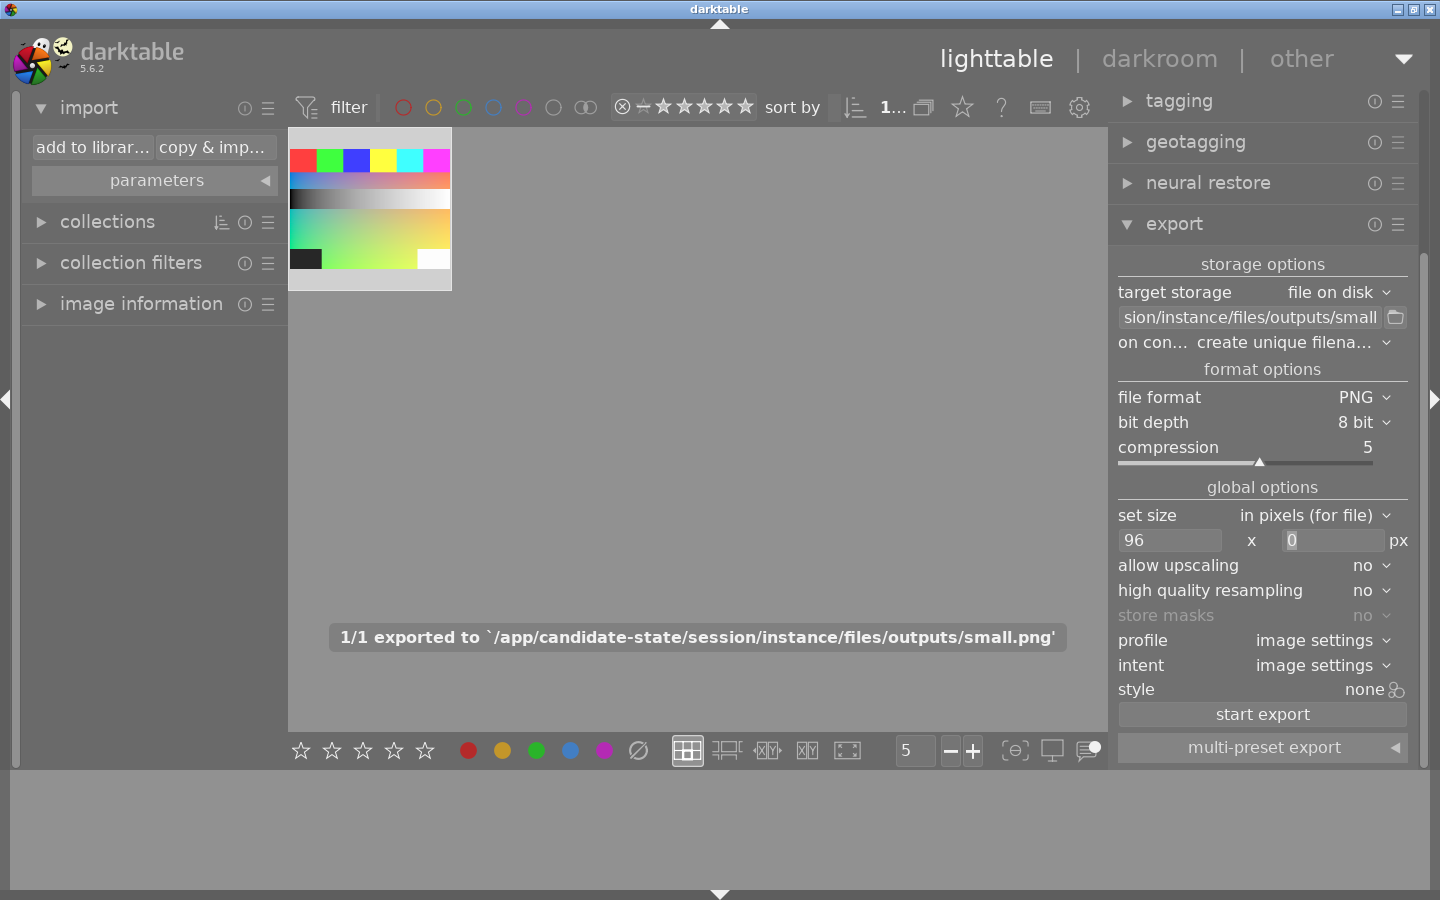 darktable
darktable
5.6.2
lighttable | darkroom | other
import
add to librar... copy & imp...
parameters
collections
collection filters
image information
filter
sort by
1...
tagging
geotagging
neural restore
export
storage options
target storage file on disk
sion/instance/files/outputs/small
on con... create unique filena...
format options
file format PNG
bit depth 8 bit
compression 5
global options
set size in pixels (for file)
96 x 0 px
allow upscaling no
high quality resampling no
store masks no
profile image settings
intent image settings
style none
start export
multi-preset export
1/1 exported to `/app/candidate-state/session/instance/files/outputs/small.png'
5